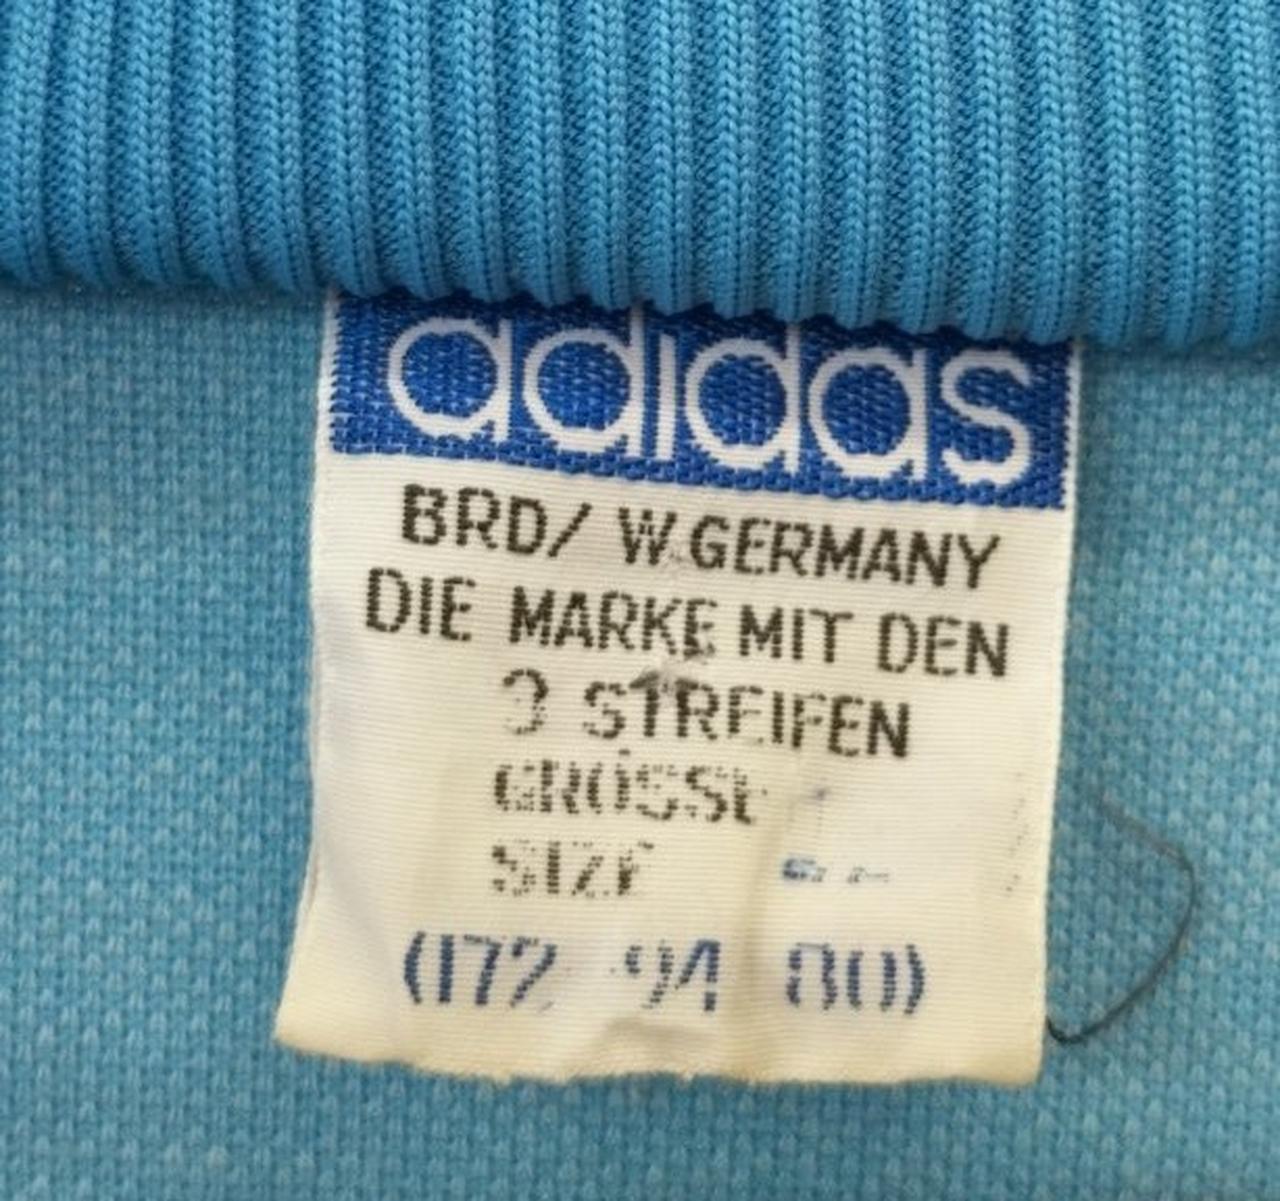 adidas
BRD/ W.GERMANY
DIE MARKE MIT DEN
3 STREIFEN
GRÖSSE
SIZE
(172 94 80)